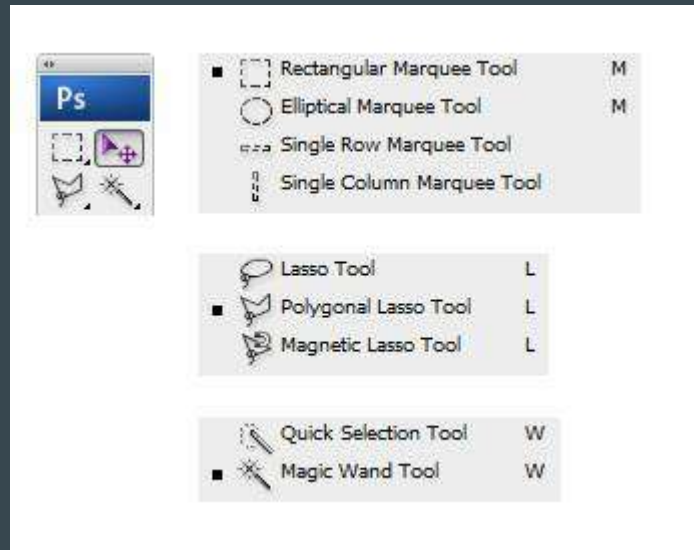 Ps
Rectangular Marquee Tool M
Elliptical Marquee Tool M
Single Row Marquee Tool
Single Column Marquee Tool
Lasso Tool L
Polygonal Lasso Tool L
Magnetic Lasso Tool L
Quick Selection Tool W
Magic Wand Tool W